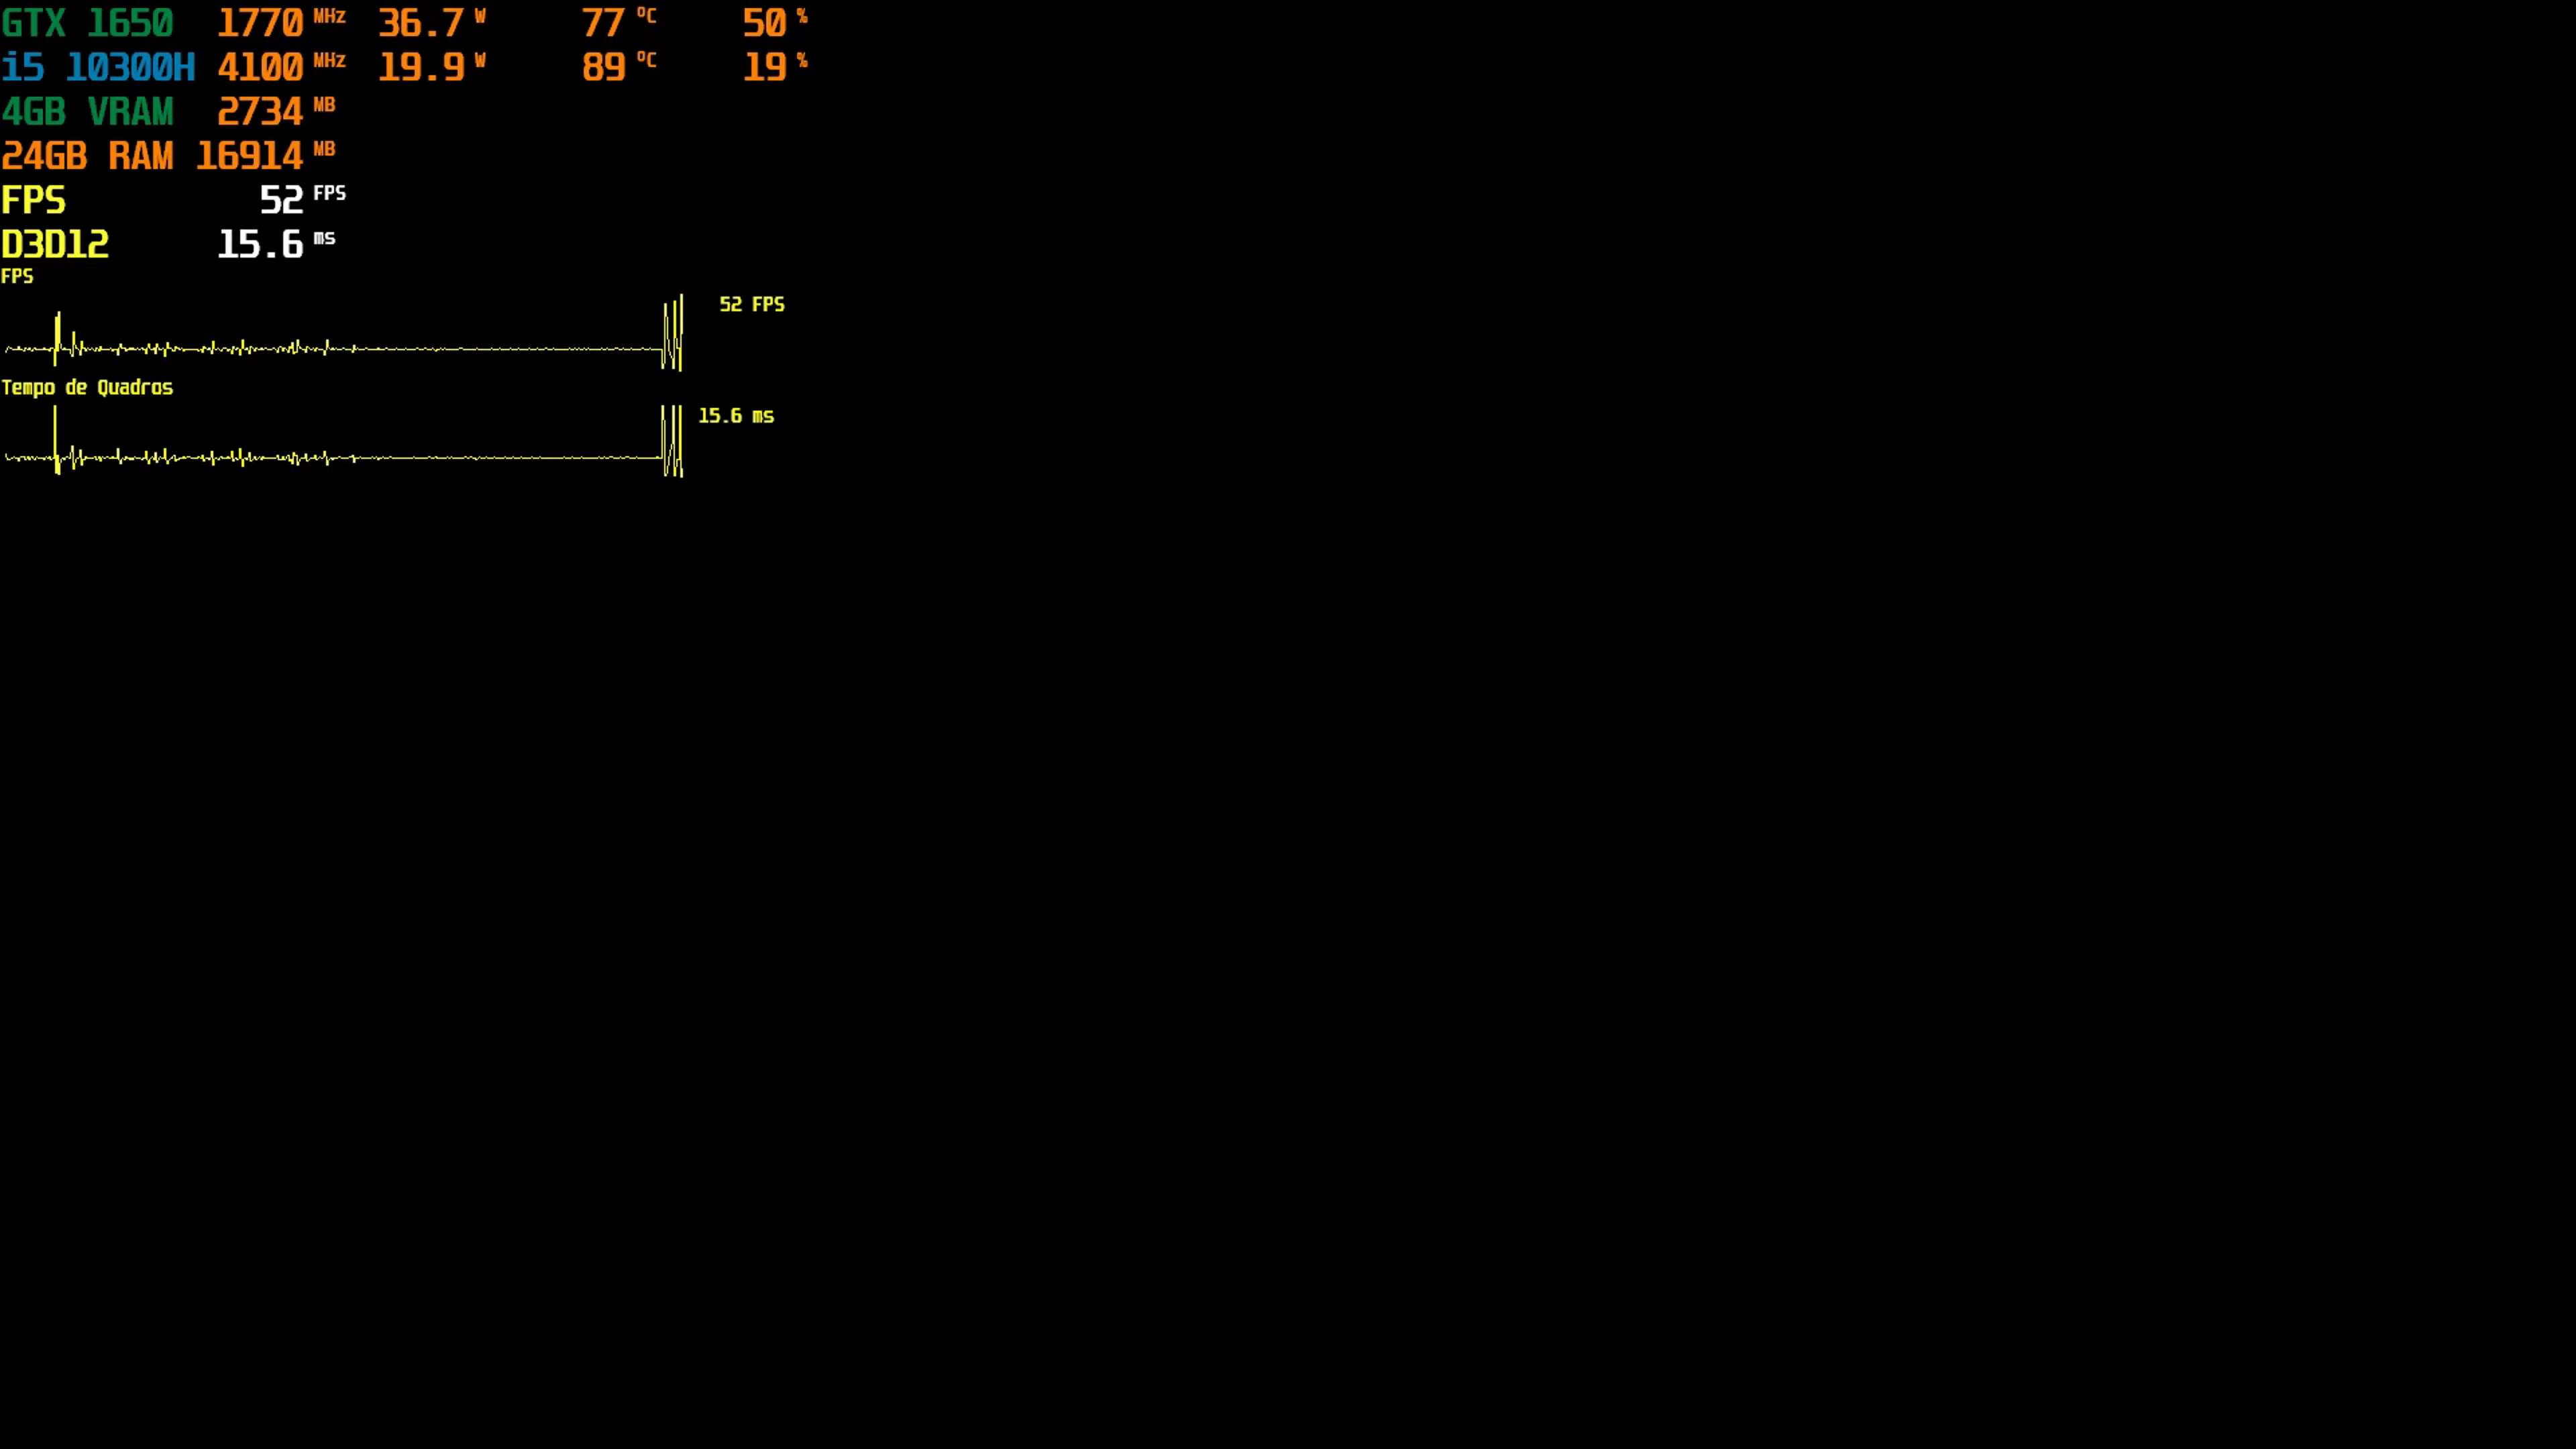 GTX 1650 1770 MHz 36.7 W 77 °C 50 %
i5 10300H 4100 MHz 19.9 W 89 °C 19 %
4GB VRAM 2734 MB
24GB RAM 16914 MB
FPS 52 FPS
D3D12 15.6 ms
FPS
52 FPS
Tempo de Quadros
15.6 ms